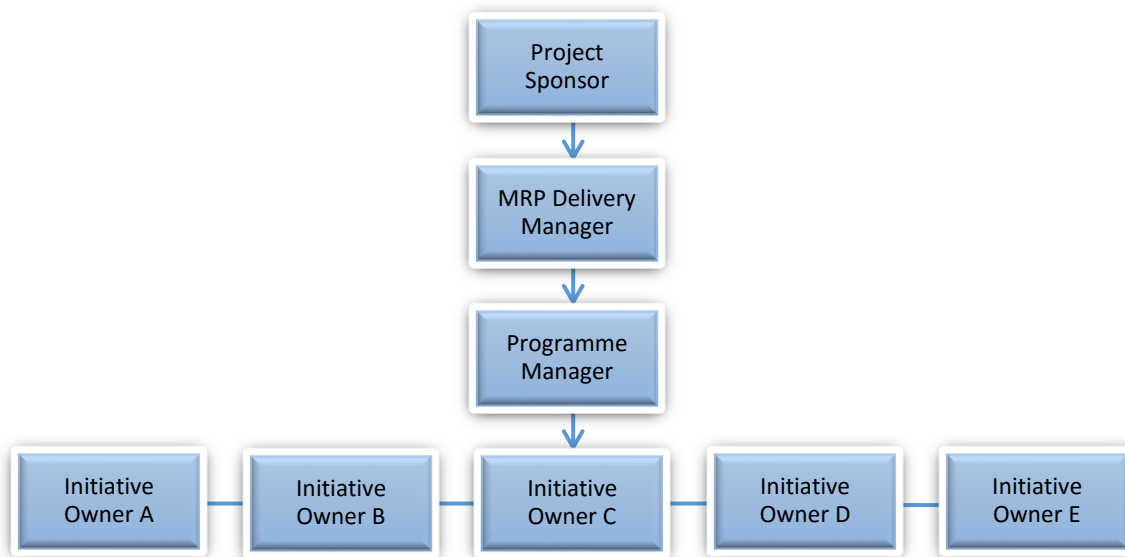 Project
Sponsor
MRP Delivery
Manager
Programme
Manager
Initiative
Owner A
Initiative
Owner B
Initiative
Owner C
Initiative
Owner D
Initiative
Owner E